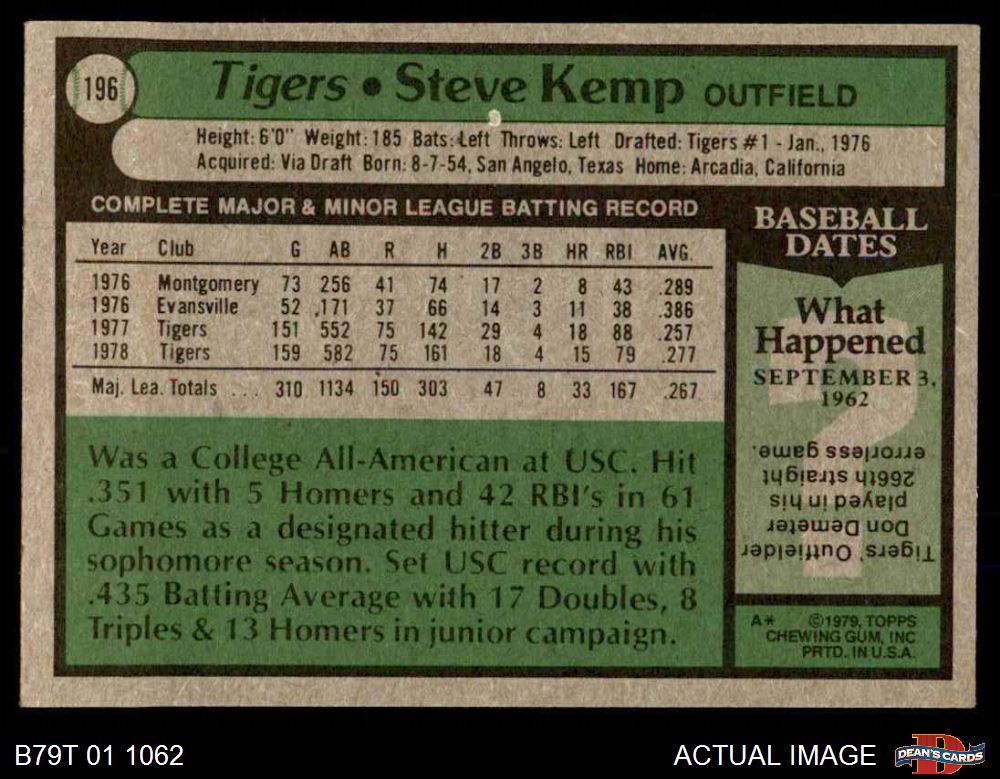 196
Tigers • Steve Kemp OUTFIELD
Height: 6'0" Weight: 185 Bats: Left Throws: Left Drafted: Tigers #1 - Jan., 1976
Acquired: Via Draft Born: 8-7-54, San Angelo, Texas Home: Arcadia, California
COMPLETE MAJOR & MINOR LEAGUE BATTING RECORD
Year Club G AB R H 2B 3B HR RBI AVG.
1976 Montgomery 73 256 41 74 17 2 8 43 .289
1976 Evansville 52 171 37 66 14 3 11 38 .386
1977 Tigers 151 552 75 142 29 4 18 88 .257
1978 Tigers 159 582 75 161 18 4 15 79 .277
Maj. Lea. Totals ... 310 1134 150 303 47 8 33 167 .267
Was a College All-American at USC. Hit
.351 with 5 Homers and 42 RBI's in 61
Games as a designated hitter during his
sophomore season. Set USC record with
.435 Batting Average with 17 Doubles, 8
Triples & 13 Homers in junior campaign.
BASEBALL
DATES
What
Happened
SEPTEMBER 3,
1962
?
Tigers' Outfielder
Don Demeter
played in his
266th straight
errorless game.
A* ©1979, TOPPS
CHEWING GUM, INC
PRTD. IN U.S.A.
B79T 01 1062
ACTUAL IMAGE
D
DEAN'S CARDS